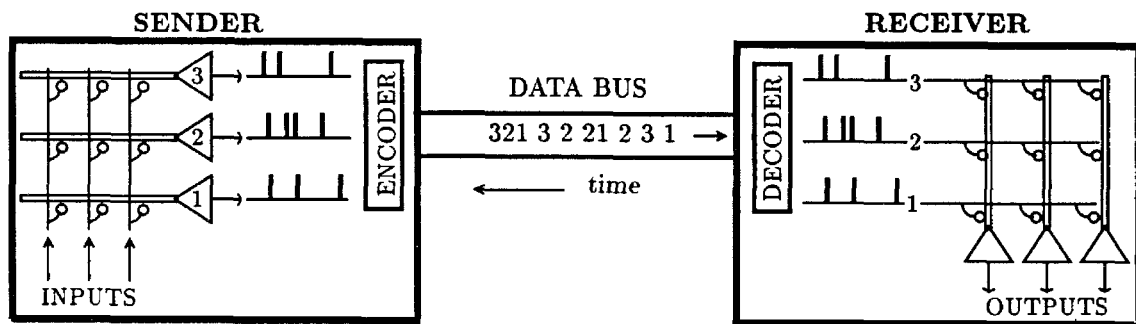 SENDER
RECEIVER
3
2
1
ENCODER
INPUTS
DATA BUS
321 3 2 21 2 3 1
time
DECODER
3
2
1
OUTPUTS